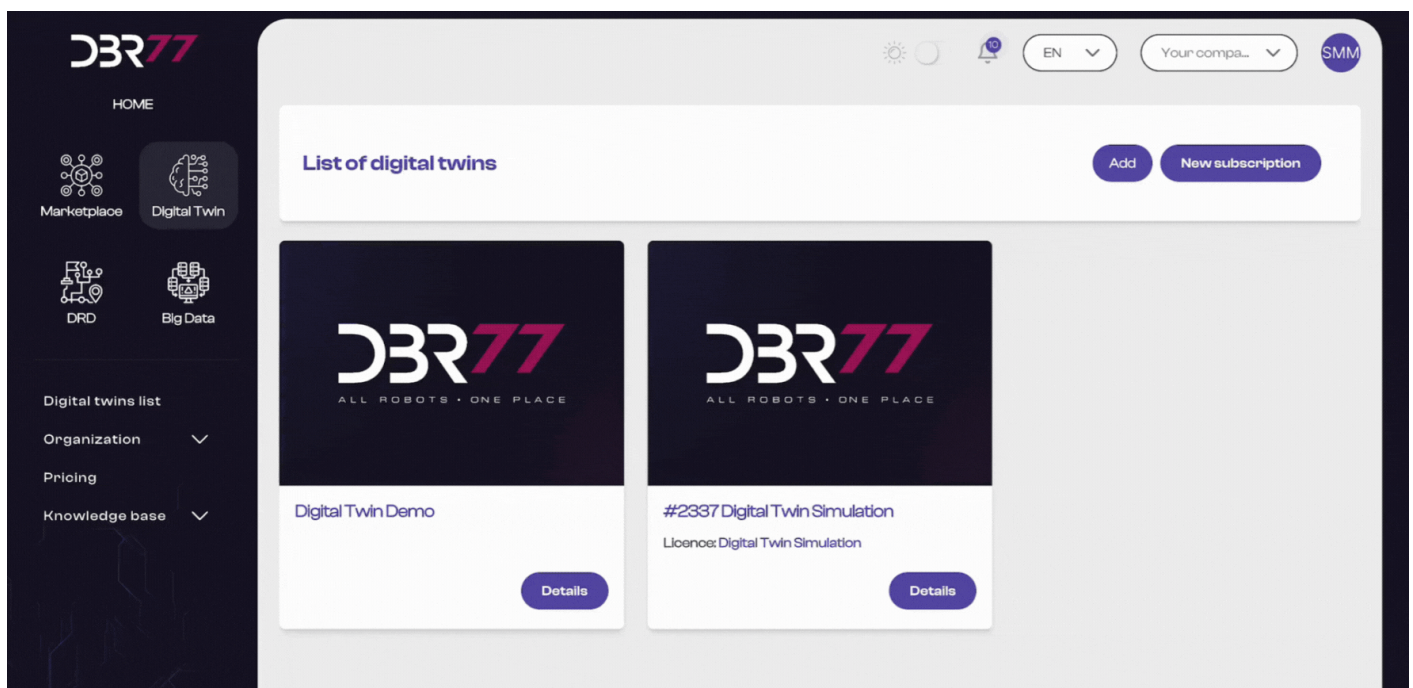 DBR77
HOME
Marketplace
Digital Twin
DRD
Big Data
Digital twins list
Organization
Pricing
Knowledge base
10
EN
Your compa...
SMM
List of digital twins
Add
New subscription
DBR77
ALL ROBOTS • ONE PLACE
Digital Twin Demo
Details
DBR77
ALL ROBOTS • ONE PLACE
#2337 Digital Twin Simulation
Licence: Digital Twin Simulation
Details